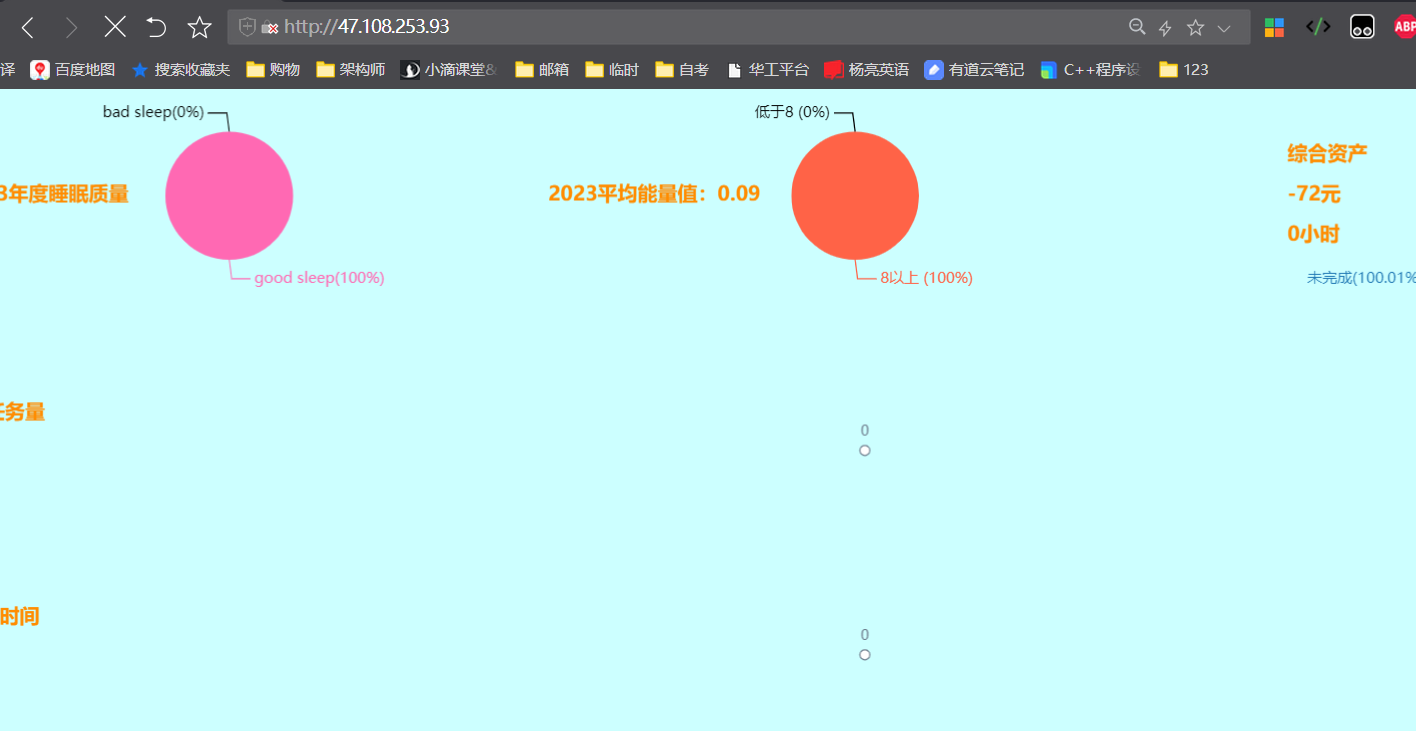 http://47.108.253.93
译 百度地图 搜索收藏夹 购物 架构师 小滴课堂& 邮箱 临时 自考 华工平台 杨亮英语 有道云笔记 C++程序设 123
ABP
bad sleep(0%)
3年度睡眠质量
good sleep(100%)
低于8 (0%)
2023平均能量值：0.09
8以上 (100%)
综合资产
-72元
0小时
未完成(100.01%
任务量
0
时间
0